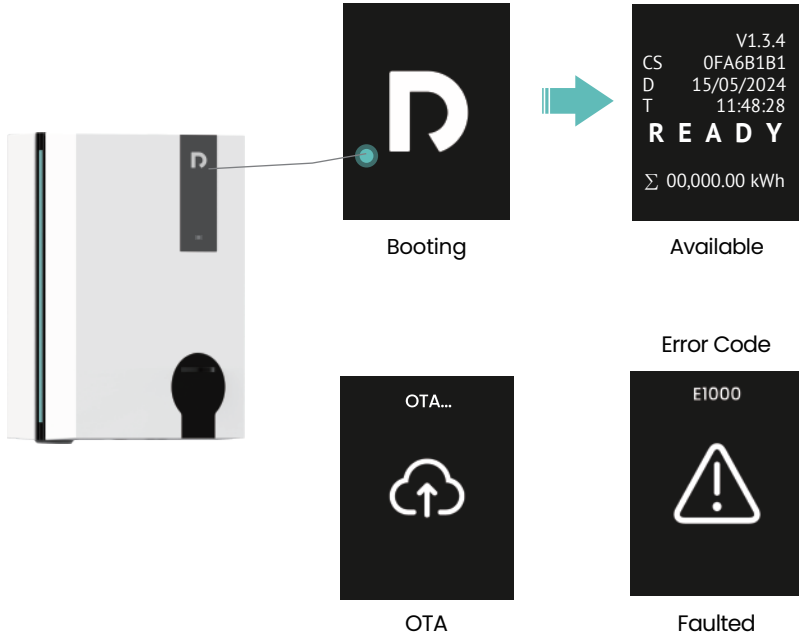 V1.3.4
CS 0FA6B1B1
D 15/05/2024
T 11:48:28
READY
∑ 00,000.00 kWh
Booting
Available
Error Code
OTA...
E1000
OTA
Faulted